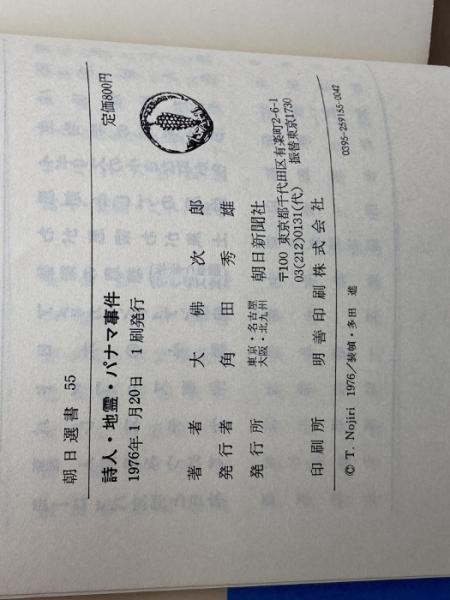 朝日選書 55
詩人・地霊・パナマ事件
定価800円
1976年1月20日 1刷発行
著者 大佛次郎
発行者 角田秀雄
発行所 東京・名古屋 大阪・北九州 朝日新聞社
〒100 東京都千代田区有楽町2-6-1
03(212)0131(代) 振替東京1730
印刷所 明善印刷株式会社
© T. Nojiri 1976/装幀・多田 進
0395-259155-0042